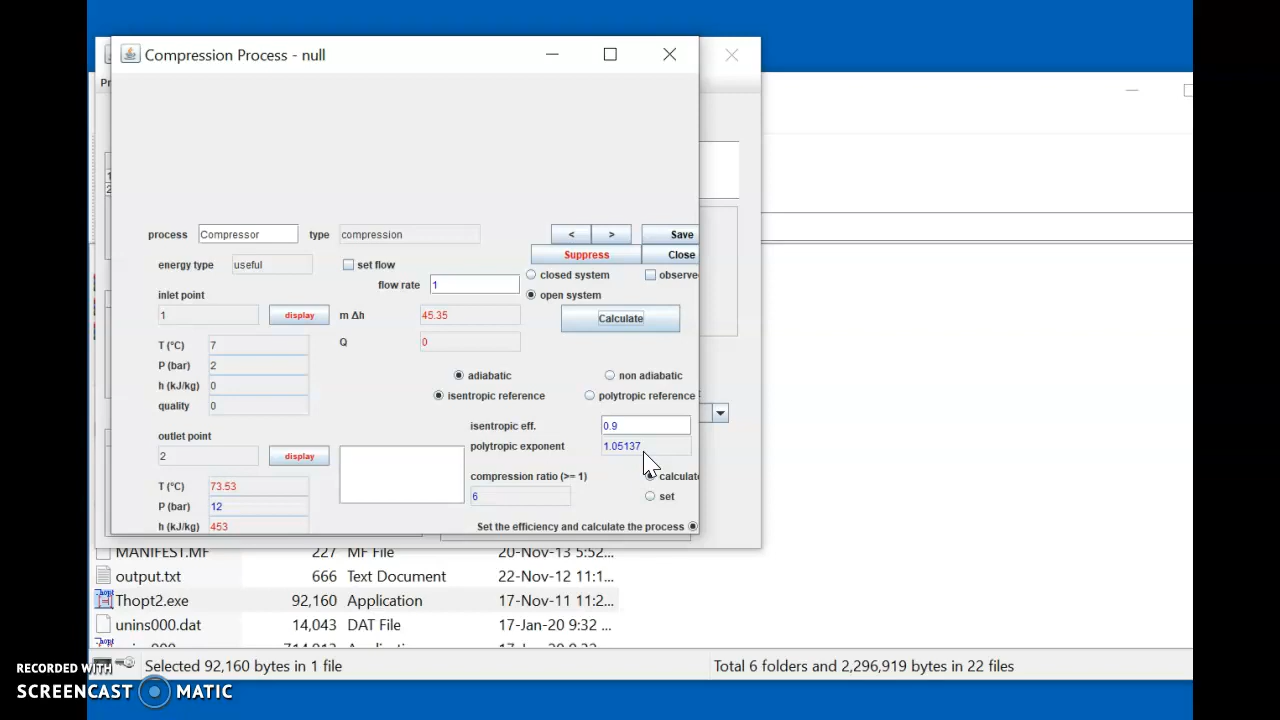 Compression Process - null
Pr
process Compressor type compression < > Save
Suppress Close
energy type useful set flow closed system observe
flow rate 1 open system
inlet point
1 display m Δh 45.35 Calculate
T (°C) 7 Q 0
P (bar) 2
h (kJ/kg) 0 adiabatic non adiabatic
quality 0 isentropic reference polytropic reference
isentropic eff. 0.9
outlet point polytropic exponent 1.05137
2 display
compression ratio (>= 1) calculate
T (°C) 73.53 6 set
P (bar) 12
h (kJ/kg) 453 Set the efficiency and calculate the process
MANIFEST.MF 227 MF File 20-Nov-13 5:52...
output.txt 666 Text Document 22-Nov-12 11:1...
Thopt2.exe 92,160 Application 17-Nov-11 11:2...
unins000.dat 14,043 DAT File 17-Jan-20 9:32 ...
Selected 92,160 bytes in 1 file Total 6 folders and 2,296,919 bytes in 22 files
RECORDED WITH
SCREENCAST MATIC